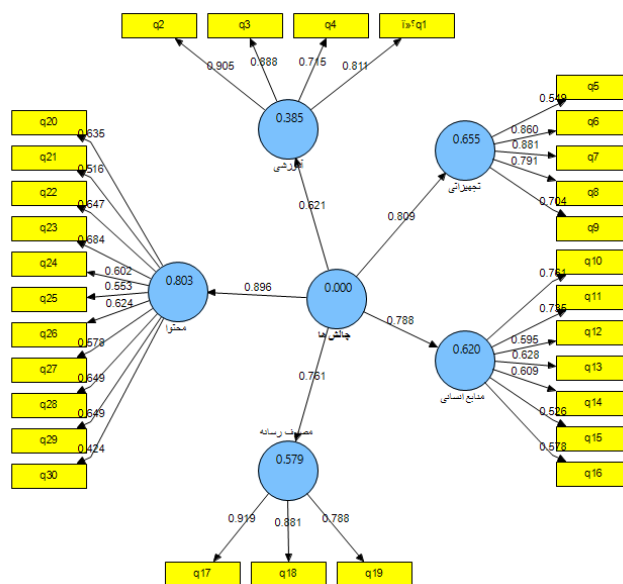 q2
q3
q4
ï»؟q1
0.905
0.888
0.715
0.811
0.385
آموزشی
q5
q6
q7
q8
q9
0.549
0.860
0.881
0.791
0.704
0.655
تجهیزاتی
q20
q21
q22
q23
q24
q25
q26
q27
q28
q29
q30
0.635
0.516
0.647
0.684
0.602
0.553
0.624
0.578
0.649
0.649
0.424
0.803
محتوا
0.621
0.809
0.896
0.788
0.761
0.000
چالش ها
q10
q11
q12
q13
q14
q15
q16
0.761
0.735
0.595
0.628
0.609
0.526
0.578
0.620
منابع انسانی
مصرف رسانه
0.579
0.919
0.881
0.788
q17
q18
q19